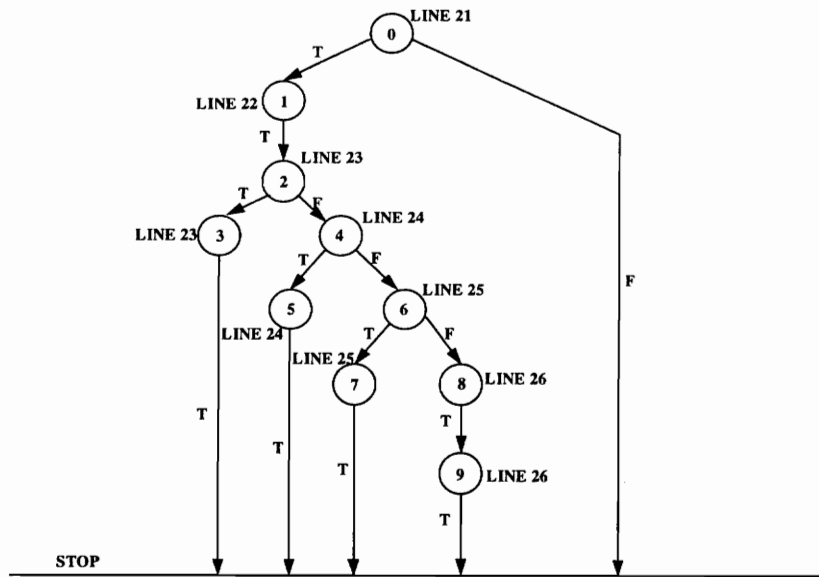 LINE 21
0
T
LINE 22
1
T
LINE 23
2
T
F
LINE 23
3
4
LINE 24
T
F
F
5
6
LINE 25
LINE 24
T
F
LINE 25
7
8
LINE 26
T
T
T
T
9
LINE 26
T
STOP